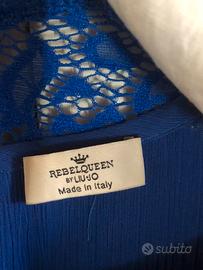 REBELQUEEN
BY LIU·JO
Made in Italy
subito